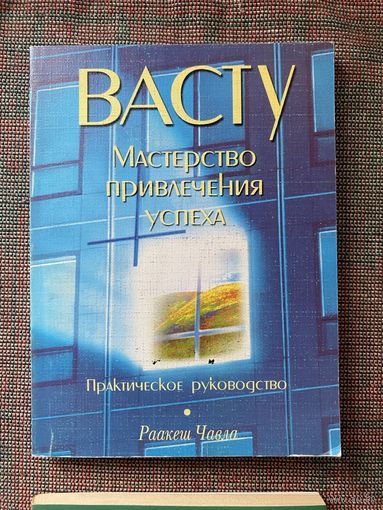 ВАСТУ
Мастерство
привлечения
успеха
Практическое руководство
Раакеш Чавла